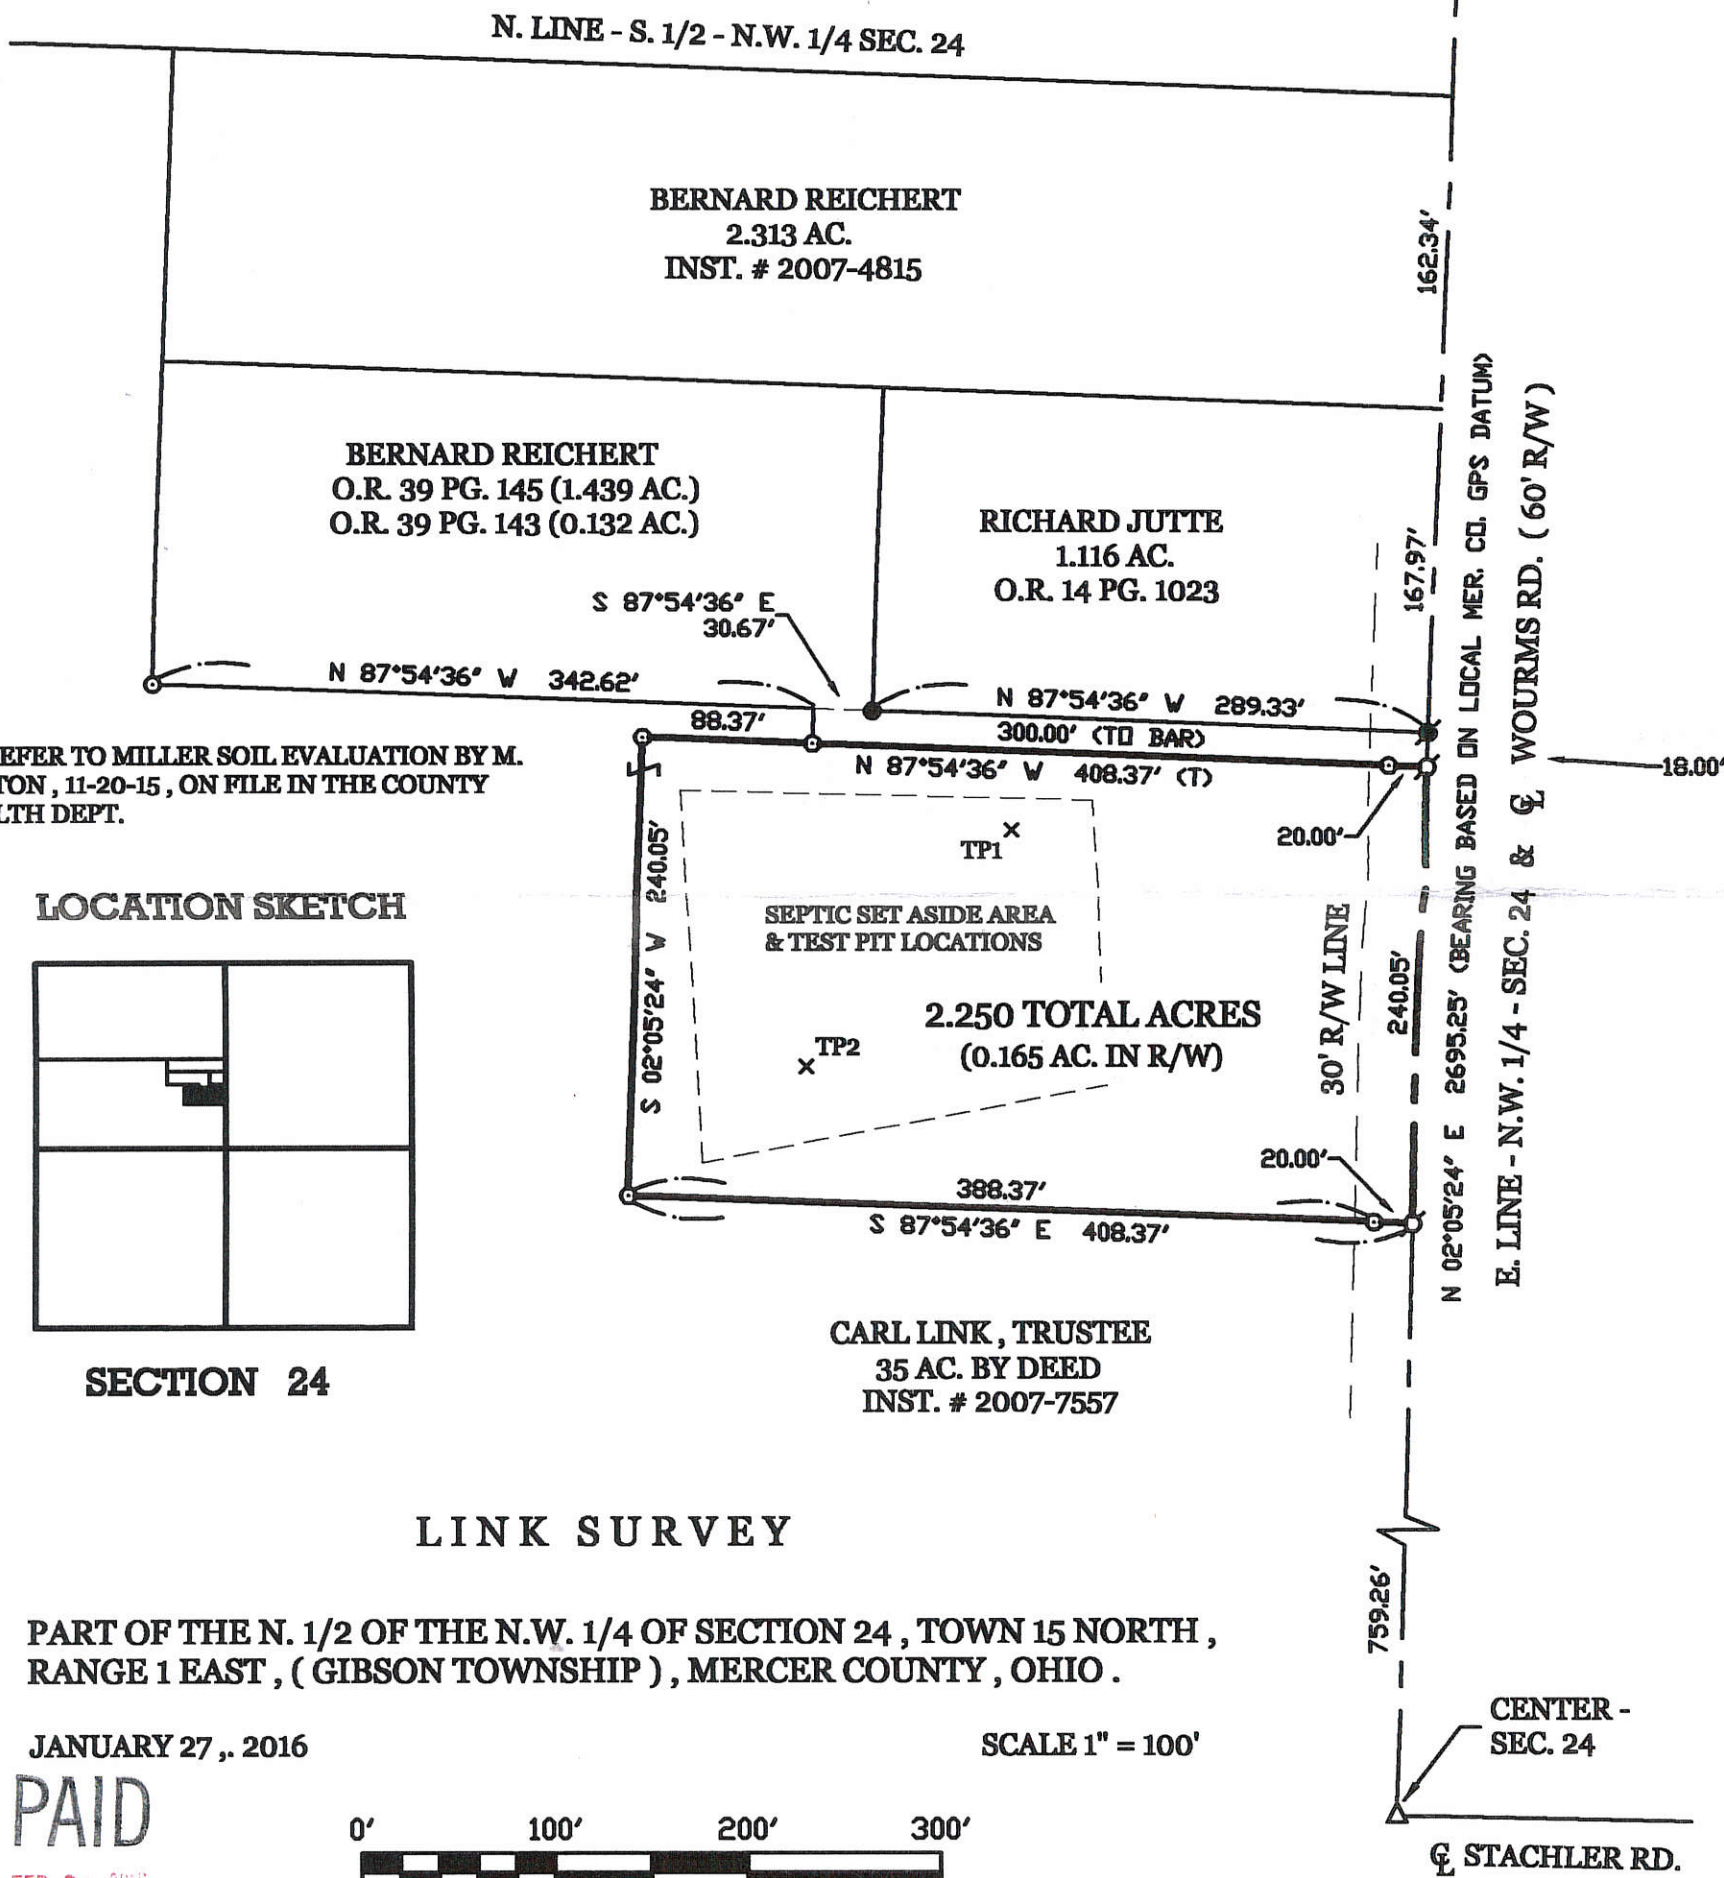 N. LINE - S. 1/2 - N.W. 1/4 SEC. 24
BERNARD REICHERT
2.313 AC.
INST. # 2007-4815
162.34'
BERNARD REICHERT
O.R. 39 PG. 145 (1.439 AC.)
O.R. 39 PG. 143 (0.132 AC.)
RICHARD JUTTE
1.116 AC.
O.R. 14 PG. 1023
167.97'
S 87°54'36" E
30.67'
N 87°54'36" W 342.62'
N 87°54'36" W 289.33'
88.37'
300.00' (TO BAR)
N 87°54'36" W 408.37' (T)
18.00'
20.00'
EFER TO MILLER SOIL EVALUATION BY M.
TON , 11-20-15 , ON FILE IN THE COUNTY
LTH DEPT.
TP1
SEPTIC SET ASIDE AREA
& TEST PIT LOCATIONS
S 02°05'24" W 240.05'
2.250 TOTAL ACRES
(0.165 AC. IN R/W)
TP2
30' R/W LINE
240.05'
N 02°05'24" E 2695.25' (BEARING BASED ON LOCAL MER. CO. GPS DATUM)
E. LINE - N.W. 1/4 - SEC. 24 & ℄ WOURMS RD. ( 60' R/W )
20.00'
388.37'
S 87°54'36" E 408.37'
LOCATION SKETCH
SECTION 24
CARL LINK , TRUSTEE
35 AC. BY DEED
INST. # 2007-7557
LINK SURVEY
759.26'
PART OF THE N. 1/2 OF THE N.W. 1/4 OF SECTION 24 , TOWN 15 NORTH ,
RANGE 1 EAST , ( GIBSON TOWNSHIP ) , MERCER COUNTY , OHIO .
JANUARY 27 ,. 2016
SCALE 1" = 100'
CENTER -
SEC. 24
PAID
0' 100' 200' 300'
℄ STACHLER RD.